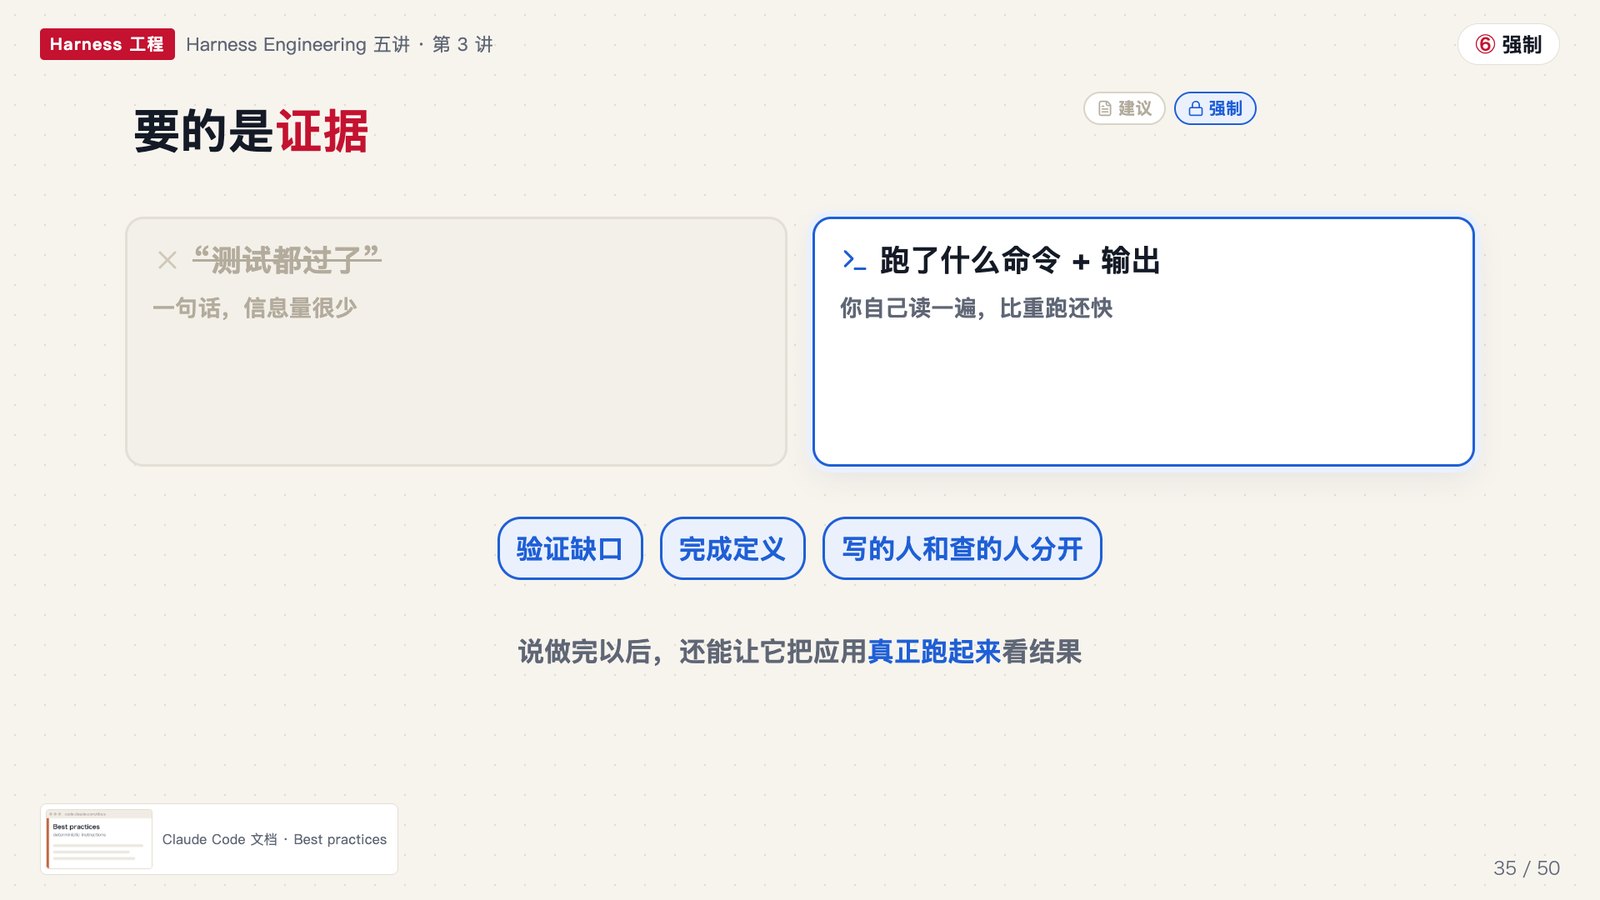 Harness 工程 Harness Engineering 五讲 · 第 3 讲
⑥ 强制
要的是证据
建议 强制
“测试都过了”
一句话，信息量很少
跑了什么命令 + 输出
你自己读一遍，比重跑还快
验证缺口 完成定义 写的人和查的人分开
说做完以后，还能让它把应用真正跑起来看结果
Best practices
Claude Code 文档 · Best practices
35 / 50